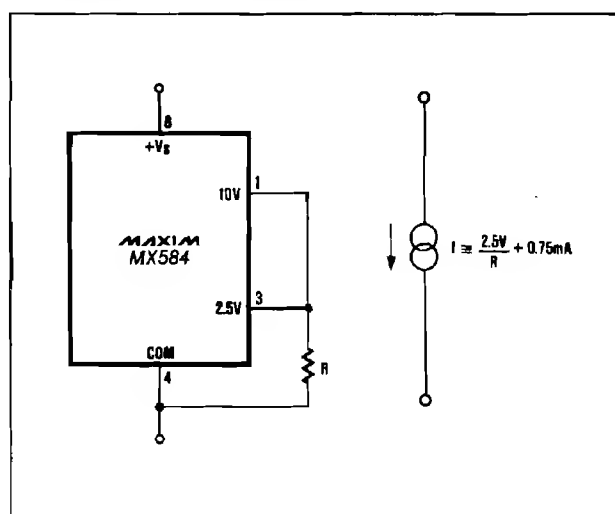 8
+Vs
10V 1
MAXIM
MX584
2.5V 3
COM
4
R
I ≅ 2.5V/R + 0.75mA